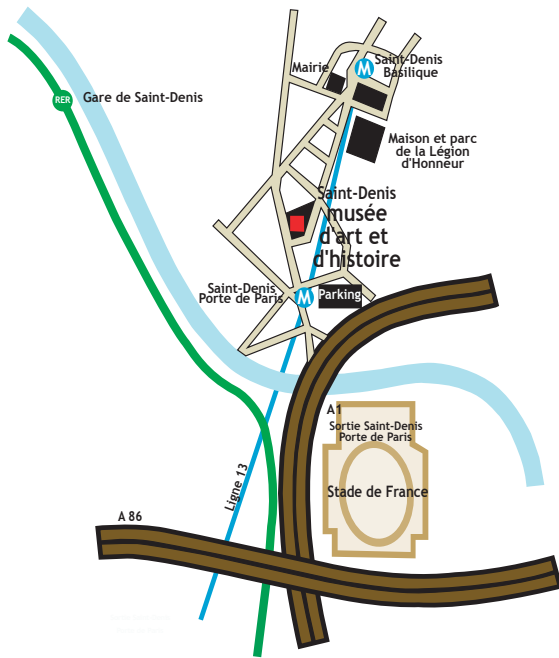 Mairie
M
Saint-Denis
Basilique
RER
Gare de Saint-Denis
Maison et parc
de la Légion
d'Honneur
Saint-Denis
musée
d'art et
d'histoire
Saint-Denis
Porte de Paris
M
Parking
A1
Sortie Saint-Denis
Porte de Paris
Stade de France
Ligne 13
A 86